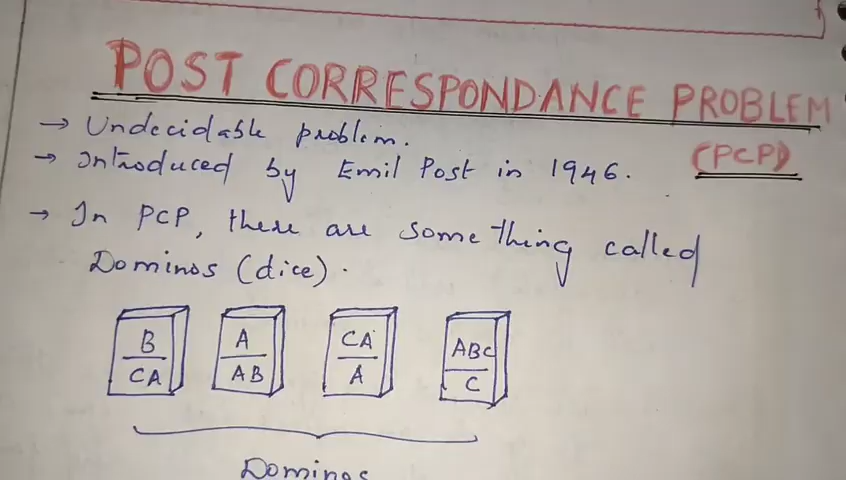 POST CORRESPONDANCE PROBLEM
(PCP)
→ Undecidable problem.
→ Introduced by Emil Post in 1946.
→ In PCP, there are something called
Dominos (dice).
B A CA ABC
CA AB A C
Dominos